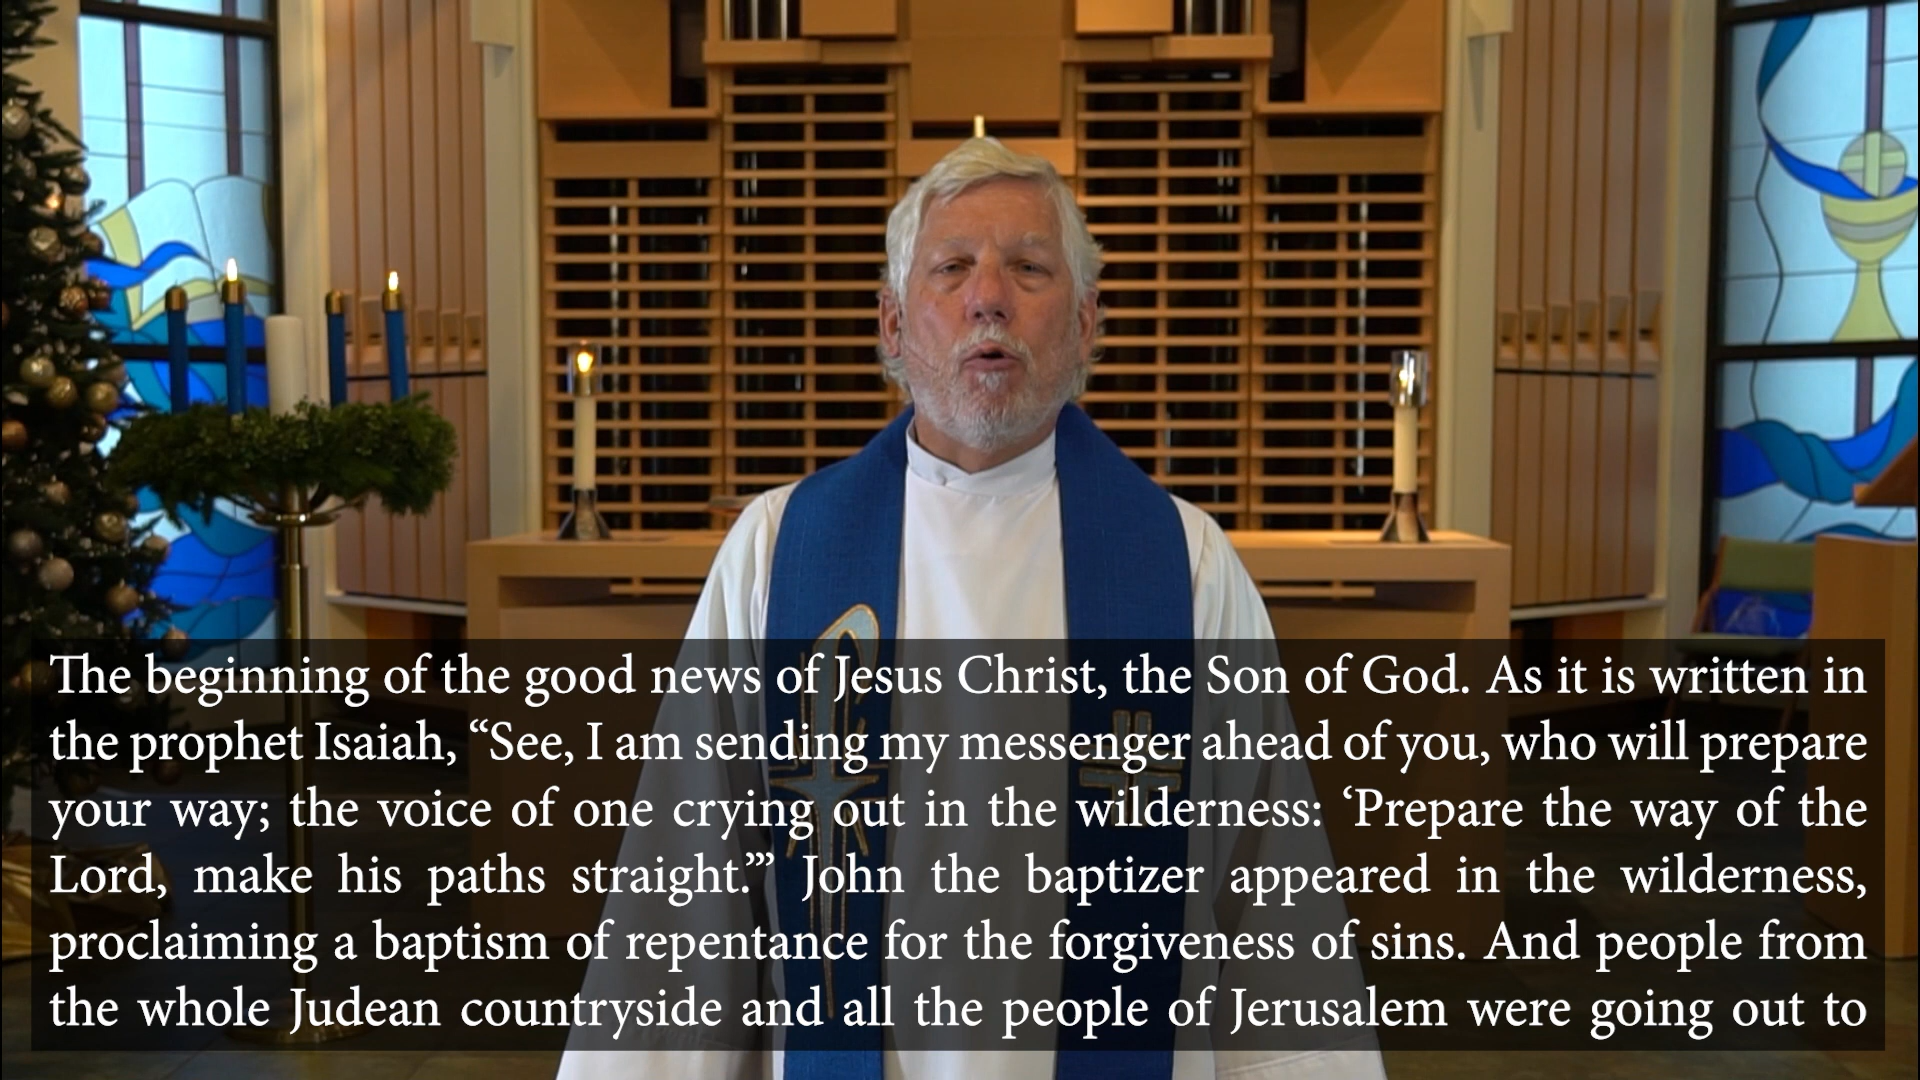 The beginning of the good news of Jesus Christ, the Son of God. As it is written in
the prophet Isaiah, “See, I am sending my messenger ahead of you, who will prepare
your way; the voice of one crying out in the wilderness: ‘Prepare the way of the
Lord, make his paths straight.’” John the baptizer appeared in the wilderness,
proclaiming a baptism of repentance for the forgiveness of sins. And people from
the whole Judean countryside and all the people of Jerusalem were going out to